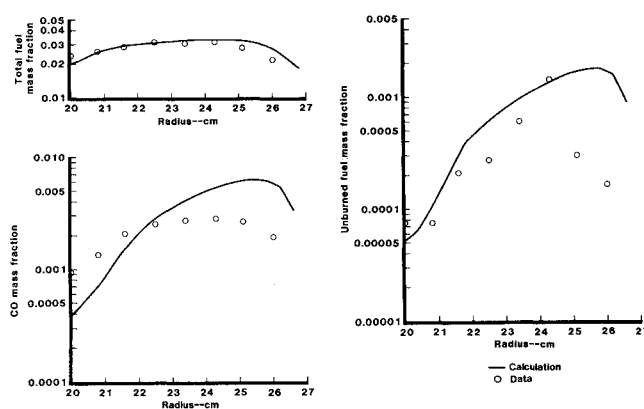 Total fuel
mass fraction
0.05
0.03
0.02
0.01
20 21 22 23 24 25 26 27
Radius--cm
CO mass fraction
0.010
0.005
0.001
0.0005
0.0001
20 21 22 23 24 25 26 27
Radius--cm
Unburned fuel mass fraction
0.005
0.001
0.0005
0.0001
0.00005
0.00001
20 21 22 23 24 25 26 27
Radius--cm
Calculation
Data